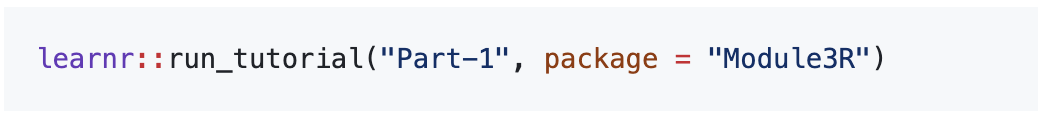 learnr::run_tutorial("Part-1", package = "Module3R")